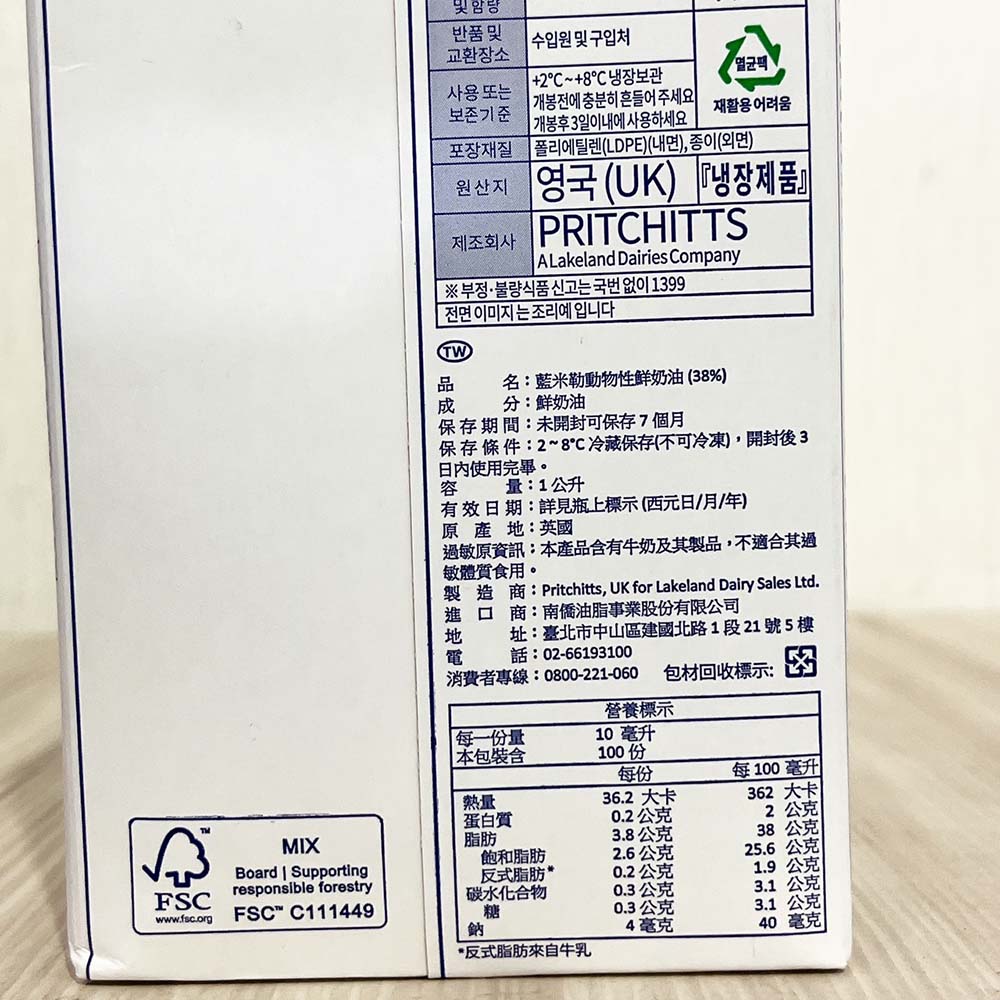 및 함량
반품 및
교환장소
수입원 및 구입처
사용 또는
보존기준
+2℃~+8℃ 냉장보관
개봉전에 충분히 흔들어 주세요
개봉후 3일이내에 사용하세요
멸균팩
재활용 어려움
포장재질
폴리에틸렌(LDPE)(내면), 종이(외면)
원산지
영국 (UK)
『냉장제품』
제조회사
PRITCHITTS
A Lakeland Dairies Company
※ 부정·불량식품 신고는 국번 없이 1399
전면 이미지는 조리예 입니다
TW
品名：藍米勒動物性鮮奶油 (38%)
成分：鮮奶油
保存期間：未開封可保存 7 個月
保存條件：2 ~ 8℃ 冷藏保存(不可冷凍)，開封後 3
日內使用完畢。
容量：1 公升
有效日期：詳見瓶上標示 (西元日/月/年)
原產地：英國
過敏原資訊：本產品含有牛奶及其製品，不適合其過
敏體質食用。
製造商：Pritchitts, UK for Lakeland Dairy Sales Ltd.
進口商：南僑油脂事業股份有限公司
地址：臺北市中山區建國北路 1 段 21 號 5 樓
電話：02-66193100
消費者專線：0800-221-060 包材回收標示:
營養標示
每一份量 10 毫升
本包裝含 100 份
每份 每 100 毫升
熱量 36.2 大卡 362 大卡
蛋白質 0.2 公克 2 公克
脂肪 3.8 公克 38 公克
飽和脂肪 2.6 公克 25.6 公克
反式脂肪* 0.2 公克 1.9 公克
碳水化合物 0.3 公克 3.1 公克
糖 0.3 公克 3.1 公克
鈉 4 毫克 40 毫克
*反式脂肪來自牛乳
FSC
www.fsc.org
MIX
Board | Supporting
responsible forestry
FSC™ C111449